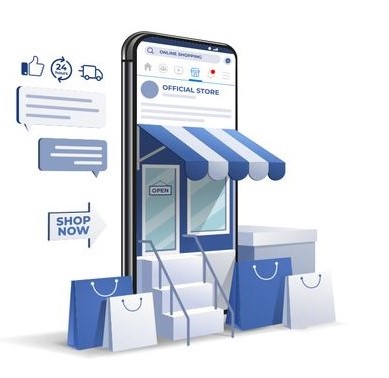 ONLINE SHOPPING
24
hours
OFFICIAL STORE
OPEN
SHOP
NOW